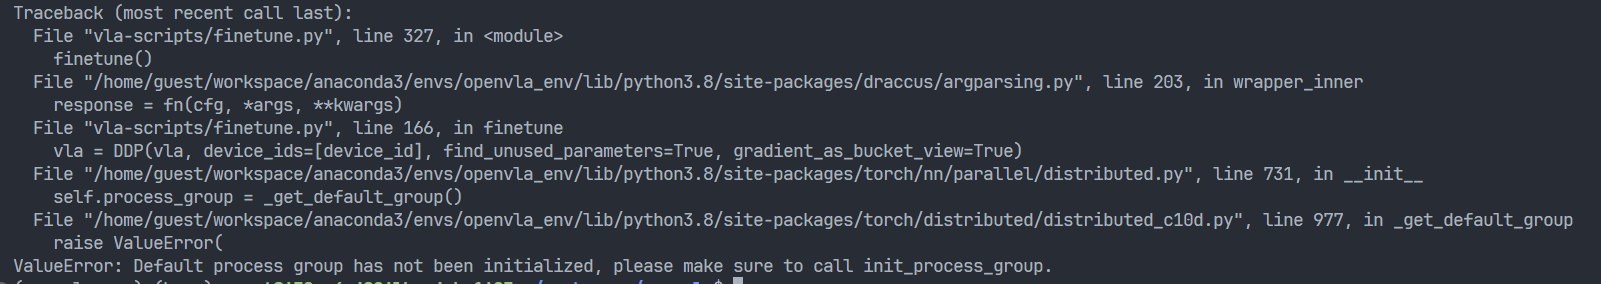 Traceback (most recent call last):
  File "vla-scripts/finetune.py", line 327, in <module>
    finetune()
  File "/home/guest/workspace/anaconda3/envs/openvla_env/lib/python3.8/site-packages/draccus/argparsing.py", line 203, in wrapper_inner
    response = fn(cfg, *args, **kwargs)
  File "vla-scripts/finetune.py", line 166, in finetune
    vla = DDP(vla, device_ids=[device_id], find_unused_parameters=True, gradient_as_bucket_view=True)
  File "/home/guest/workspace/anaconda3/envs/openvla_env/lib/python3.8/site-packages/torch/nn/parallel/distributed.py", line 731, in __init__
    self.process_group = _get_default_group()
  File "/home/guest/workspace/anaconda3/envs/openvla_env/lib/python3.8/site-packages/torch/distributed/distributed_c10d.py", line 977, in _get_default_group
    raise ValueError(
ValueError: Default process group has not been initialized, please make sure to call init_process_group.